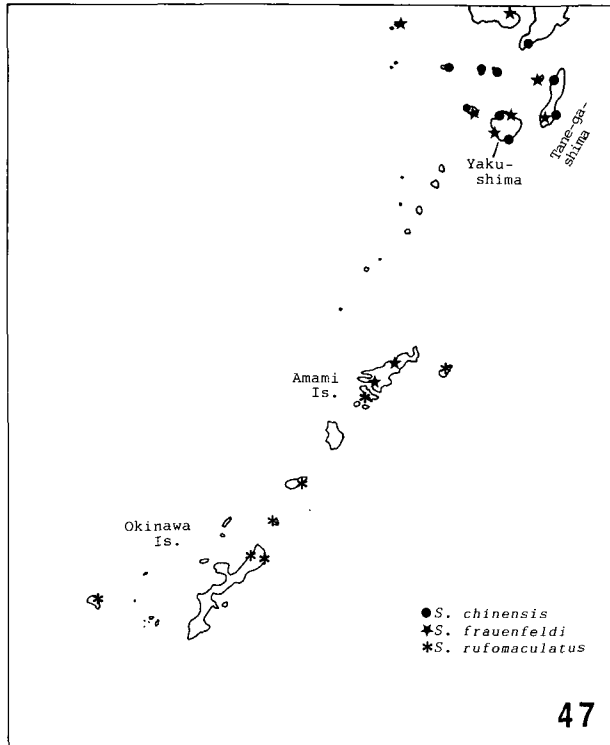 Yaku-
shima
Tane-ga-
shima
Amami
Is.
Okinawa
Is.
S. chinensis
S. frauenfeldi
S. rufomaculatus
47